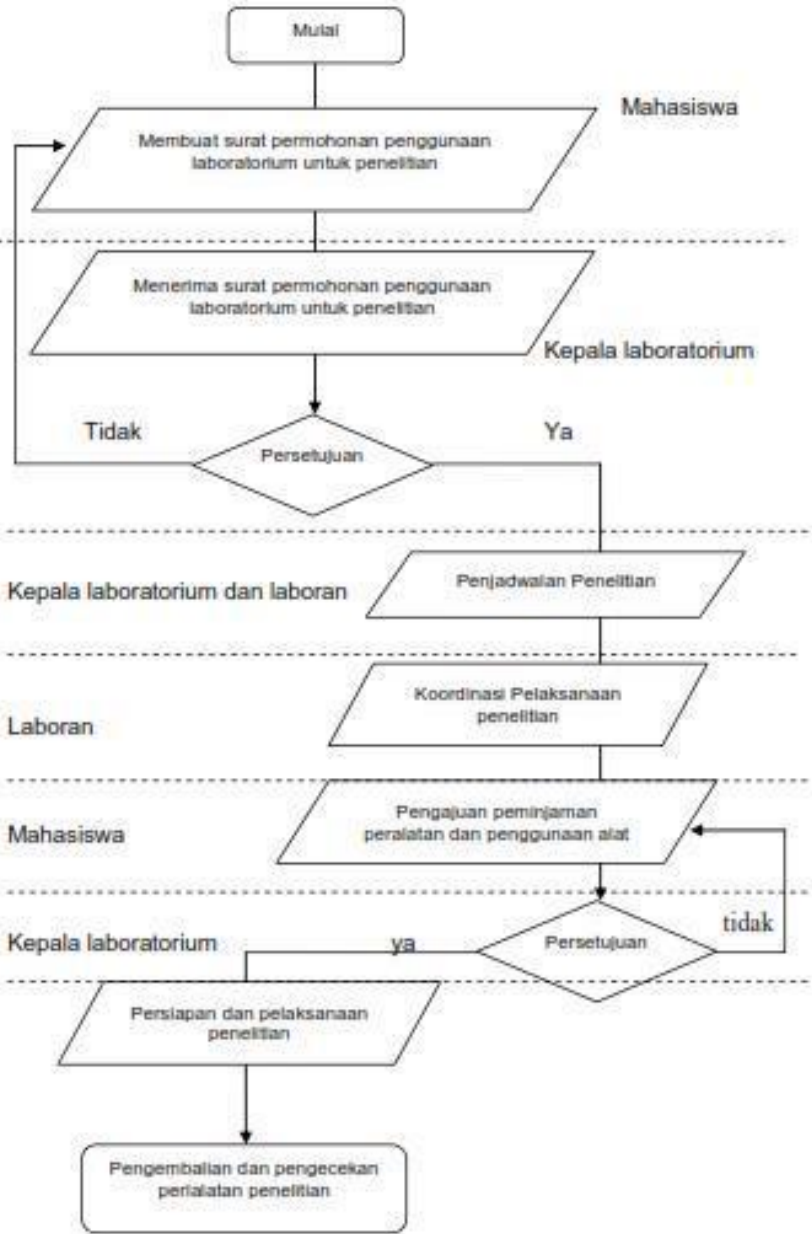 Mulai
Mahasiswa
Membuat surat permohonan penggunaan
laboratorium untuk penelitian
Menerima surat permohonan penggunaan
laboratorium untuk penelitian
Kepala laboratorium
Tidak
Ya
Persetujuan
Penjadwalan Penelitian
Kepala laboratorium dan laboran
Koordinasi Pelaksanaan
penelitian
Laboran
Pengajuan peminjaman
peralatan dan penggunaan alat
Mahasiswa
tidak
Kepala laboratorium
ya
Persetujuan
Persiapan dan pelaksanaan
penelitian
Pengembalian dan pengecekan
perlalatan penelitian